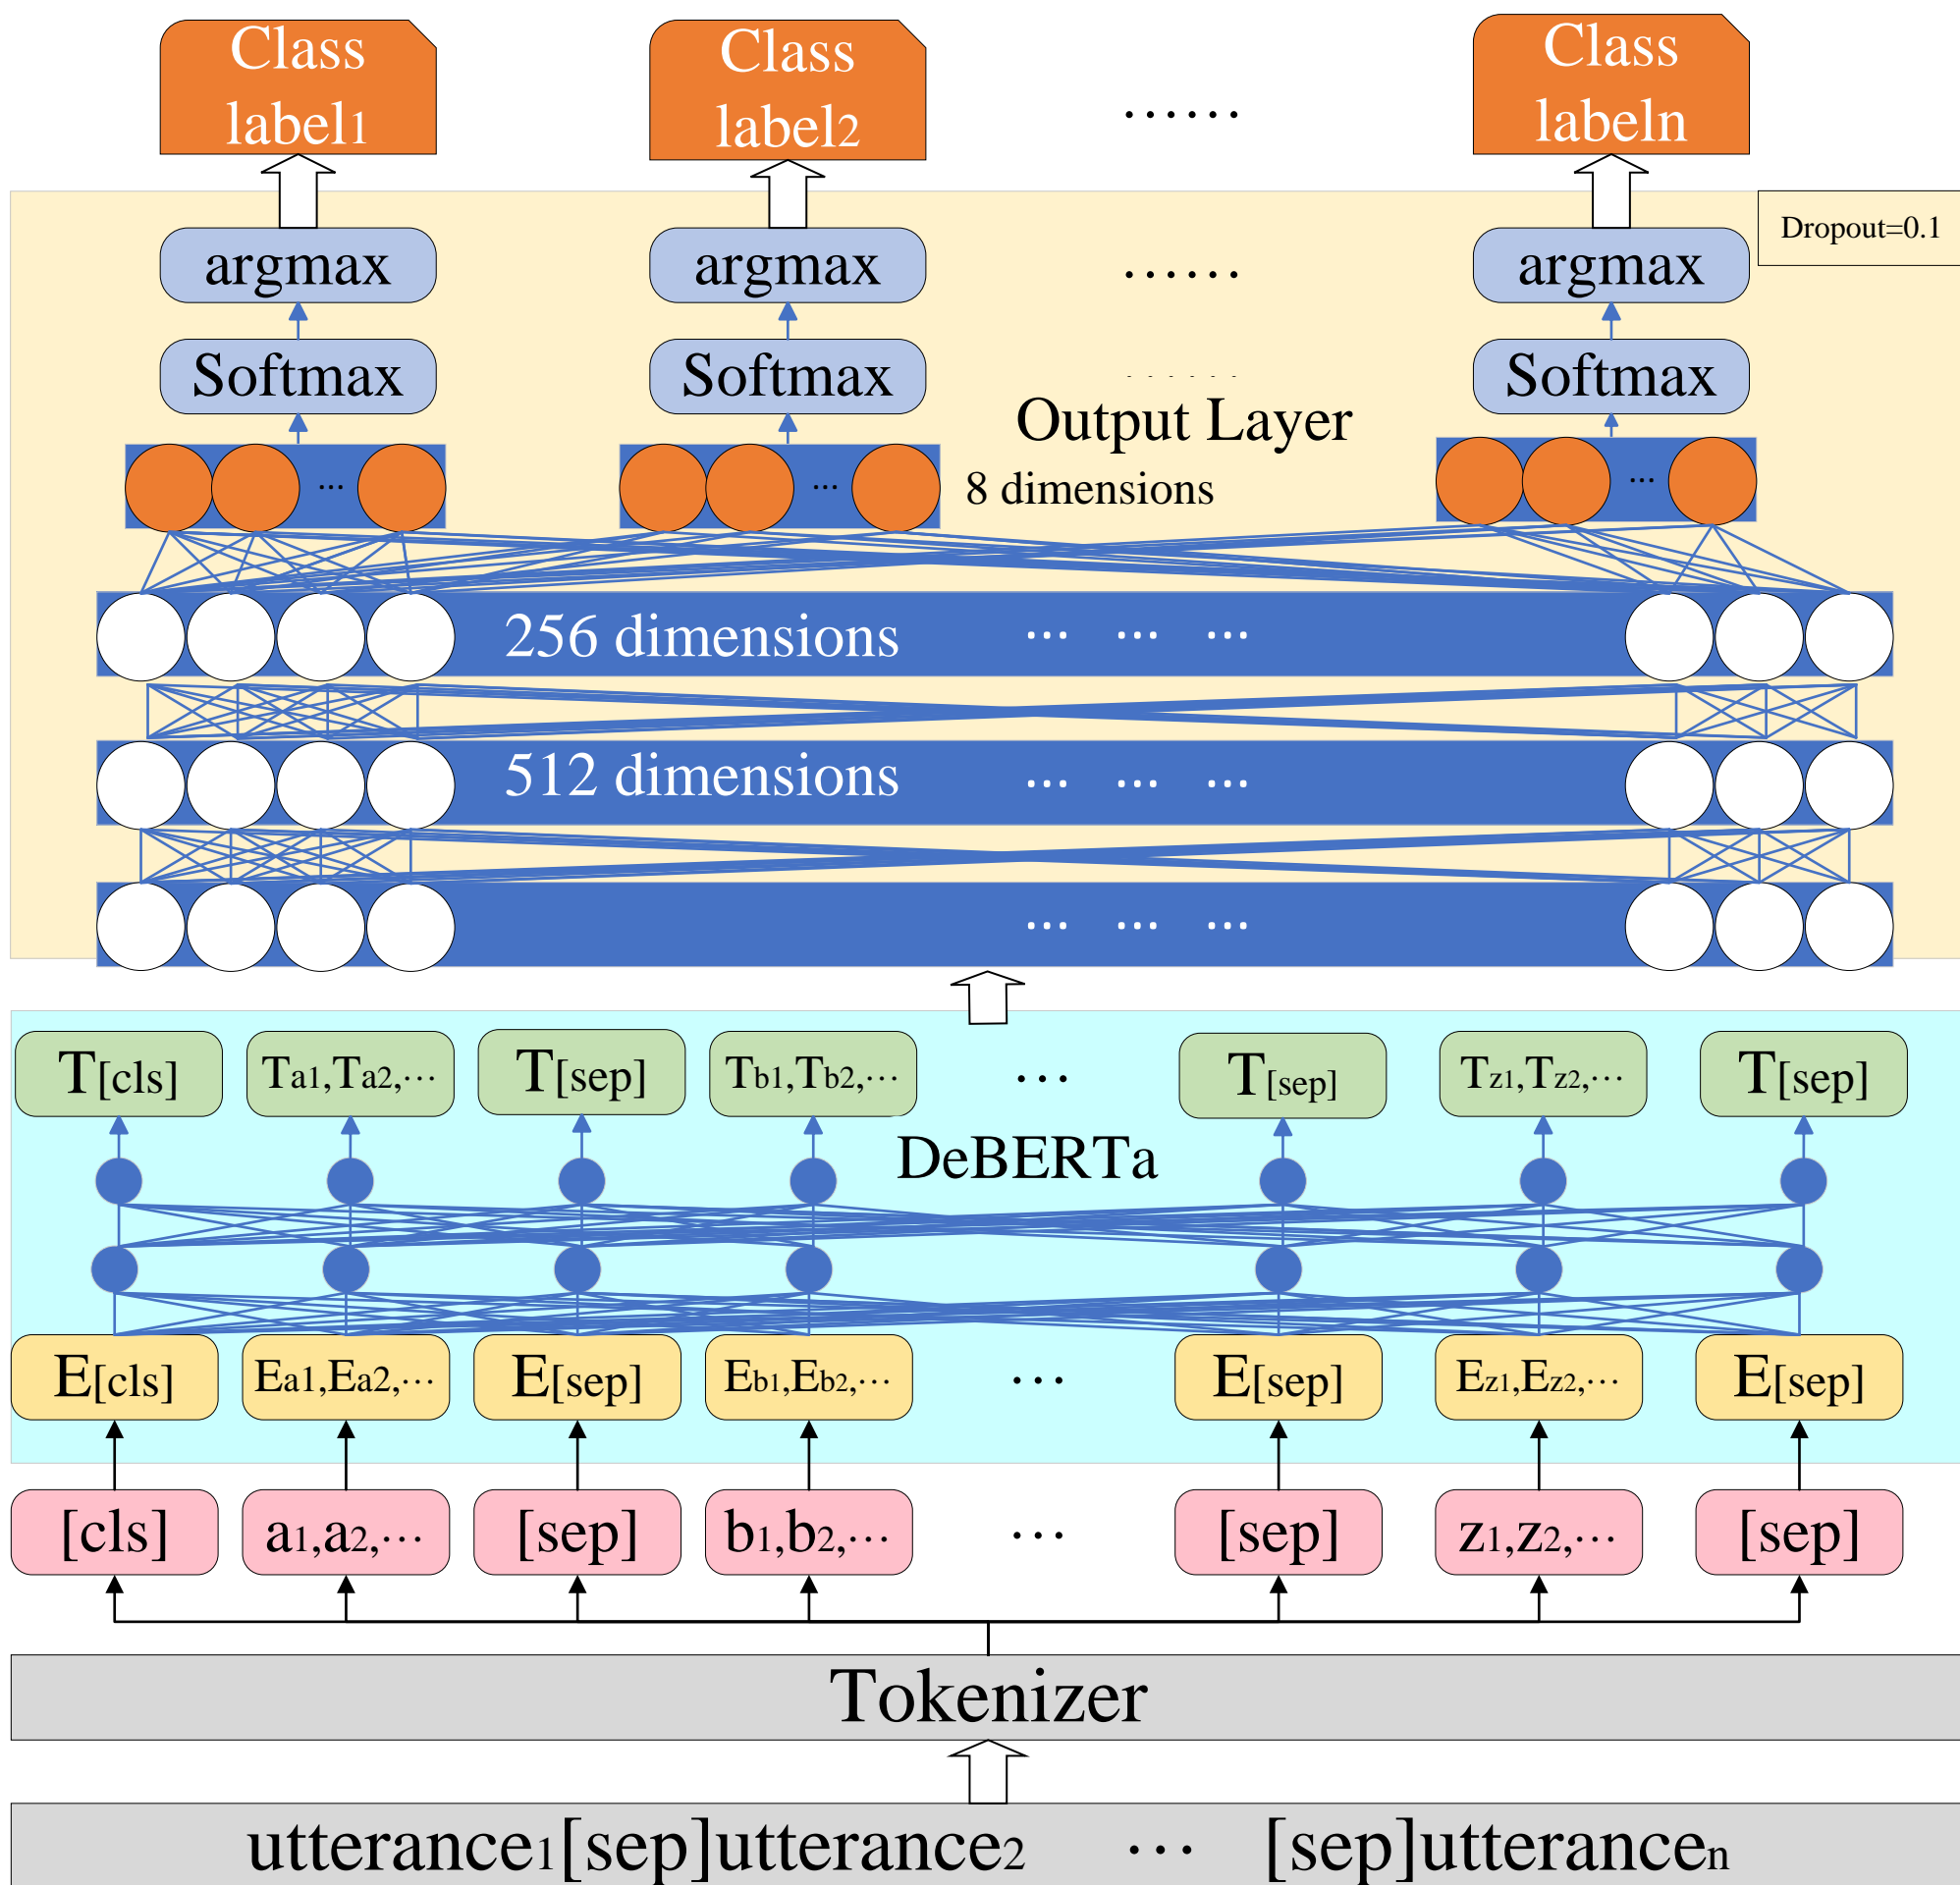 Class label1
Class label2
……
Class labeln
Dropout=0.1
argmax
argmax
……
argmax
Softmax
Softmax
……
Softmax
Output Layer
...
...
8 dimensions
...
256 dimensions ... ... ...
512 dimensions ... ... ...
... ... ...
T[cls]
Ta1,Ta2,…
T[sep]
Tb1,Tb2,…
…
T[sep]
Tz1,Tz2,…
T[sep]
DeBERTa
E[cls]
Ea1,Ea2,…
E[sep]
Eb1,Eb2,…
…
E[sep]
Ez1,Ez2,…
E[sep]
[cls]
a1,a2,…
[sep]
b1,b2,…
…
[sep]
z1,z2,…
[sep]
Tokenizer
utterance1[sep]utterance2 … [sep]utterancen